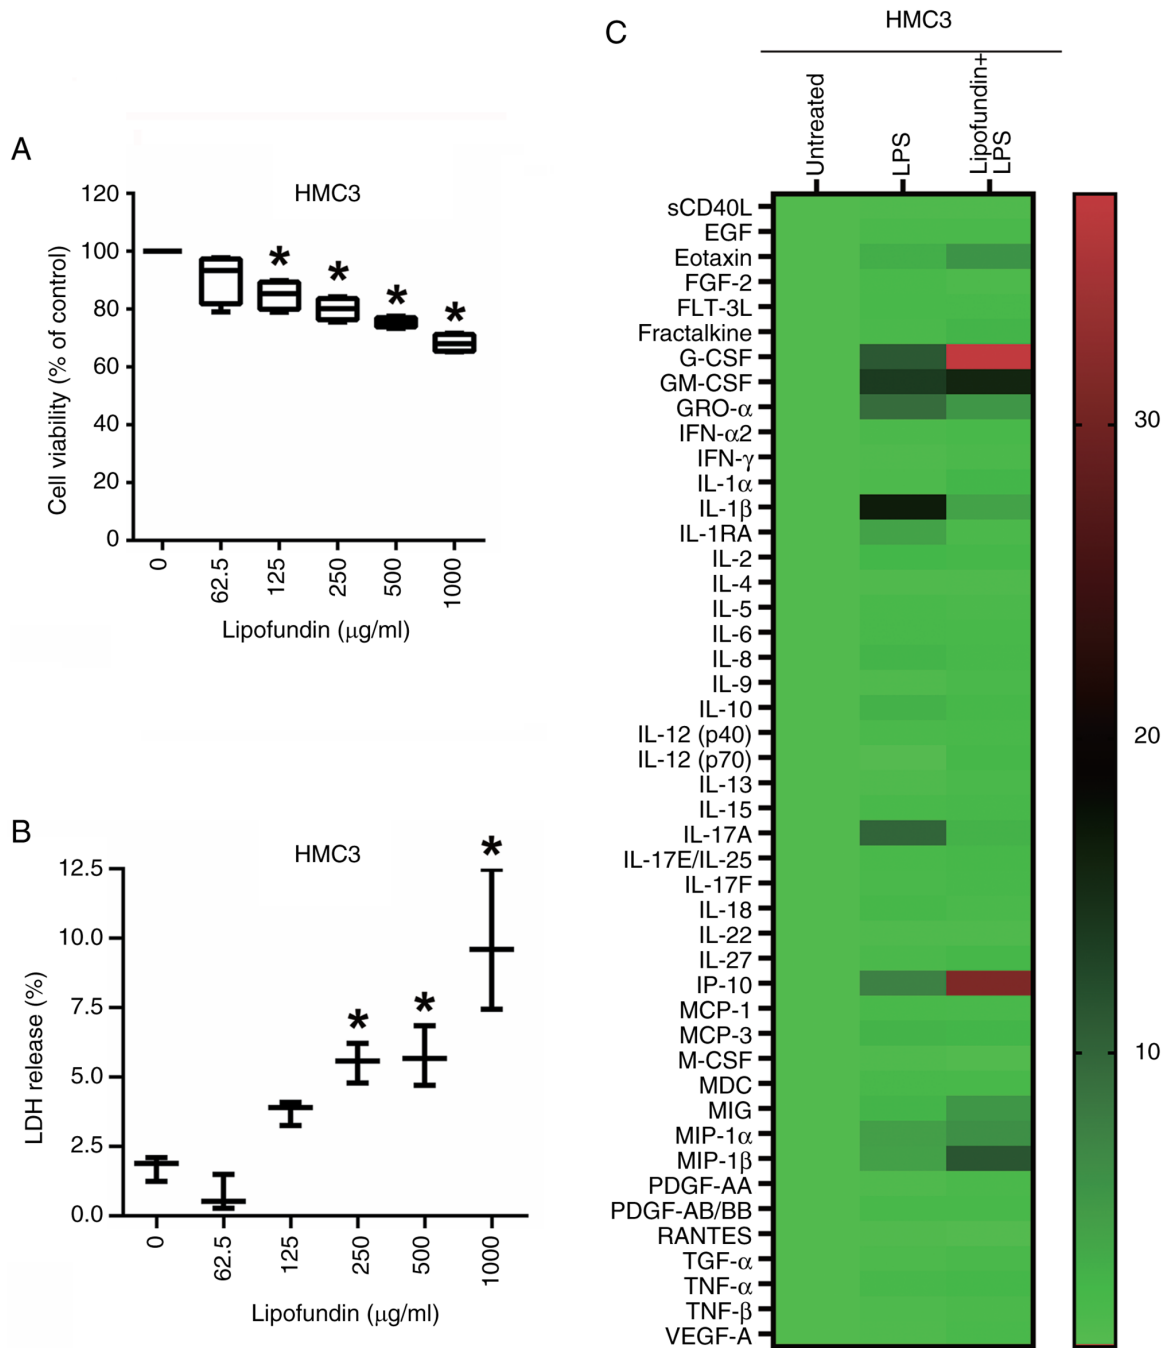 A
HMC3
120
100
80
60
40
20
0
Cell viability (% of control)
* * * * *
0 62.5 125 250 500 1000
Lipofundin (μg/ml)
B
HMC3
12.5
10.0
7.5
5.0
2.5
0.0
LDH release (%)
* * *
0 62.5 125 250 500 1000
Lipofundin (μg/ml)
C
HMC3
Untreated
LPS
Lipofundin+
LPS
sCD40L
EGF
Eotaxin
FGF-2
FLT-3L
Fractalkine
G-CSF
GM-CSF
GRO-α
IFN-α2
IFN-γ
IL-1α
IL-1β
IL-1RA
IL-2
IL-4
IL-5
IL-6
IL-8
IL-9
IL-10
IL-12 (p40)
IL-12 (p70)
IL-13
IL-15
IL-17A
IL-17E/IL-25
IL-17F
IL-18
IL-22
IL-27
IP-10
MCP-1
MCP-3
M-CSF
MDC
MIG
MIP-1α
MIP-1β
PDGF-AA
PDGF-AB/BB
RANTES
TGF-α
TNF-α
TNF-β
VEGF-A
30
20
10